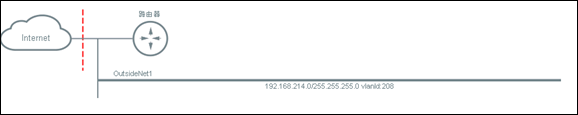 路由器
Internet
OutsideNet1
192.168.214.0/255.255.255.0 vlanId:208